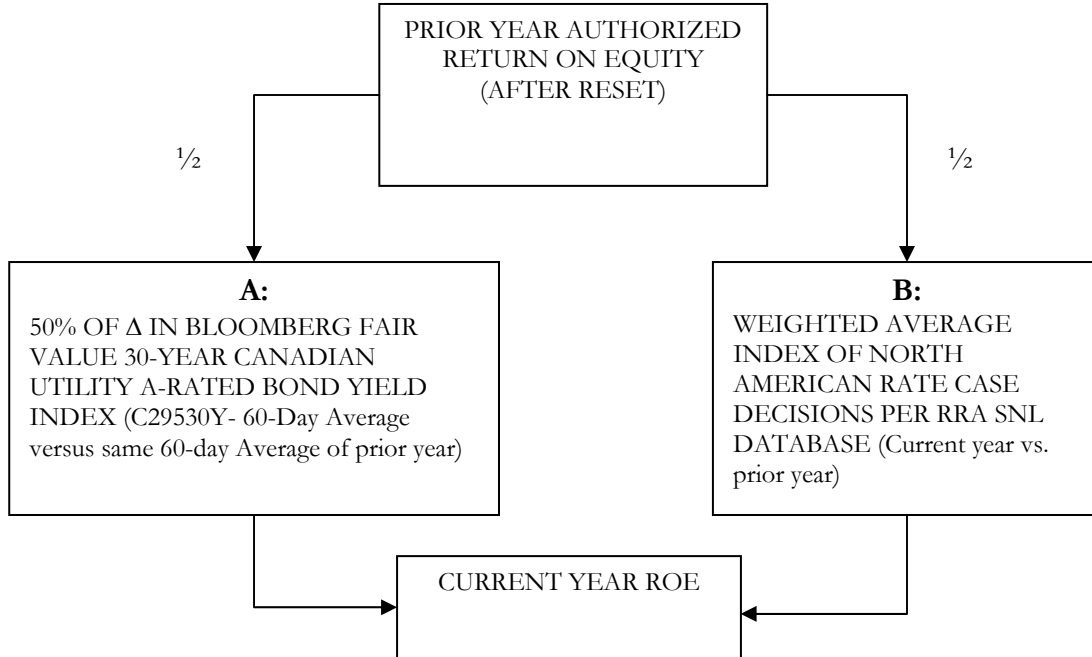 PRIOR YEAR AUTHORIZED
RETURN ON EQUITY
(AFTER RESET)
½
½
A:
50% OF Δ IN BLOOMBERG FAIR
VALUE 30-YEAR CANADIAN
UTILITY A-RATED BOND YIELD
INDEX (C29530Y- 60-Day Average
versus same 60-day Average of prior year)
B:
WEIGHTED AVERAGE
INDEX OF NORTH
AMERICAN RATE CASE
DECISIONS PER RRA SNL
DATABASE (Current year vs.
prior year)
CURRENT YEAR ROE